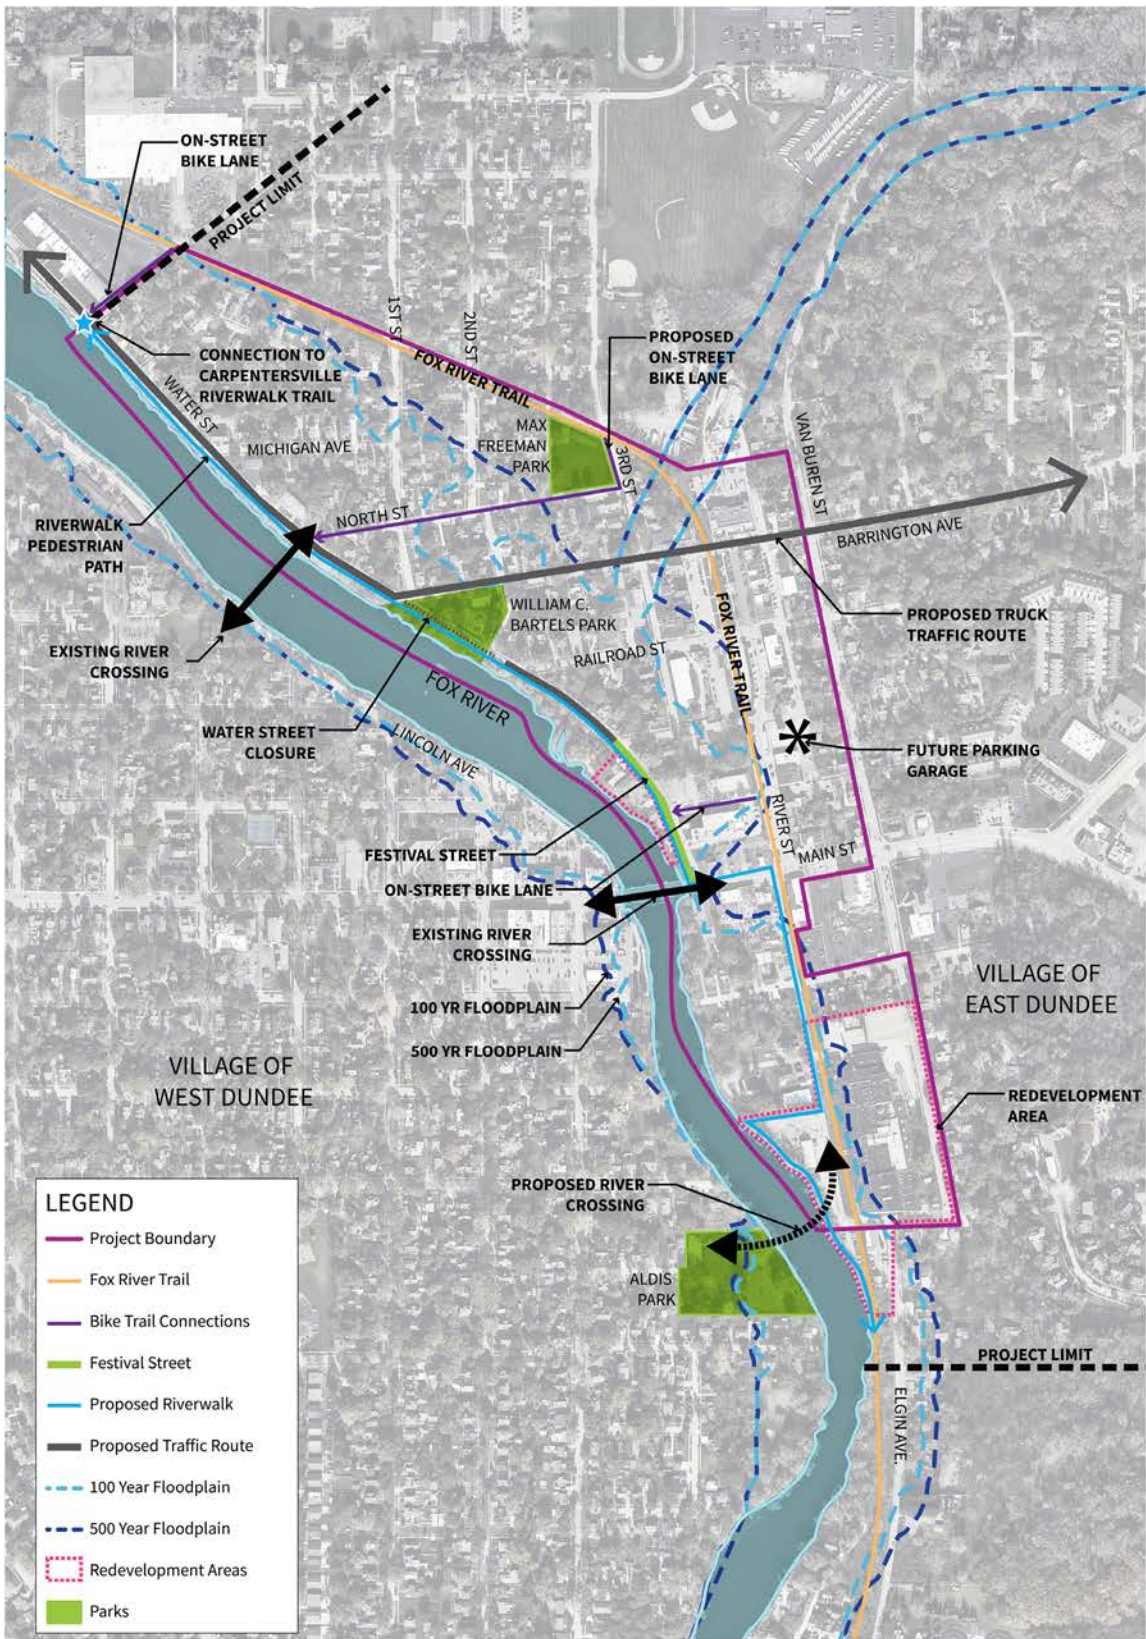 ON-STREET
BIKE LANE
PROJECT LIMIT
1ST ST
2ND ST
FOX RIVER TRAIL
PROPOSED
ON-STREET
BIKE LANE
CONNECTION TO
CARPENTERSVILLE
RIVERWALK TRAIL
WATER ST
MICHIGAN AVE
MAX
FREEMAN
PARK
3RD ST
VAN BUREN ST
NORTH ST
BARRINGTON AVE
RIVERWALK
PEDESTRIAN
PATH
WILLIAM C.
BARTELS PARK
FOX RIVER TRAIL
PROPOSED TRUCK
TRAFFIC ROUTE
EXISTING RIVER
CROSSING
RAILROAD ST
FOX RIVER
WATER STREET
CLOSURE
LINCOLN AVE
FUTURE PARKING
GARAGE
RIVER ST
MAIN ST
FESTIVAL STREET
ON-STREET BIKE LANE
EXISTING RIVER
CROSSING
VILLAGE OF
EAST DUNDEE
100 YR FLOODPLAIN
500 YR FLOODPLAIN
VILLAGE OF
WEST DUNDEE
REDEVELOPMENT
AREA
PROPOSED RIVER
CROSSING
ALDIS
PARK
PROJECT LIMIT
ELGIN AVE.
LEGEND
Project Boundary
Fox River Trail
Bike Trail Connections
Festival Street
Proposed Riverwalk
Proposed Traffic Route
100 Year Floodplain
500 Year Floodplain
Redevelopment Areas
Parks